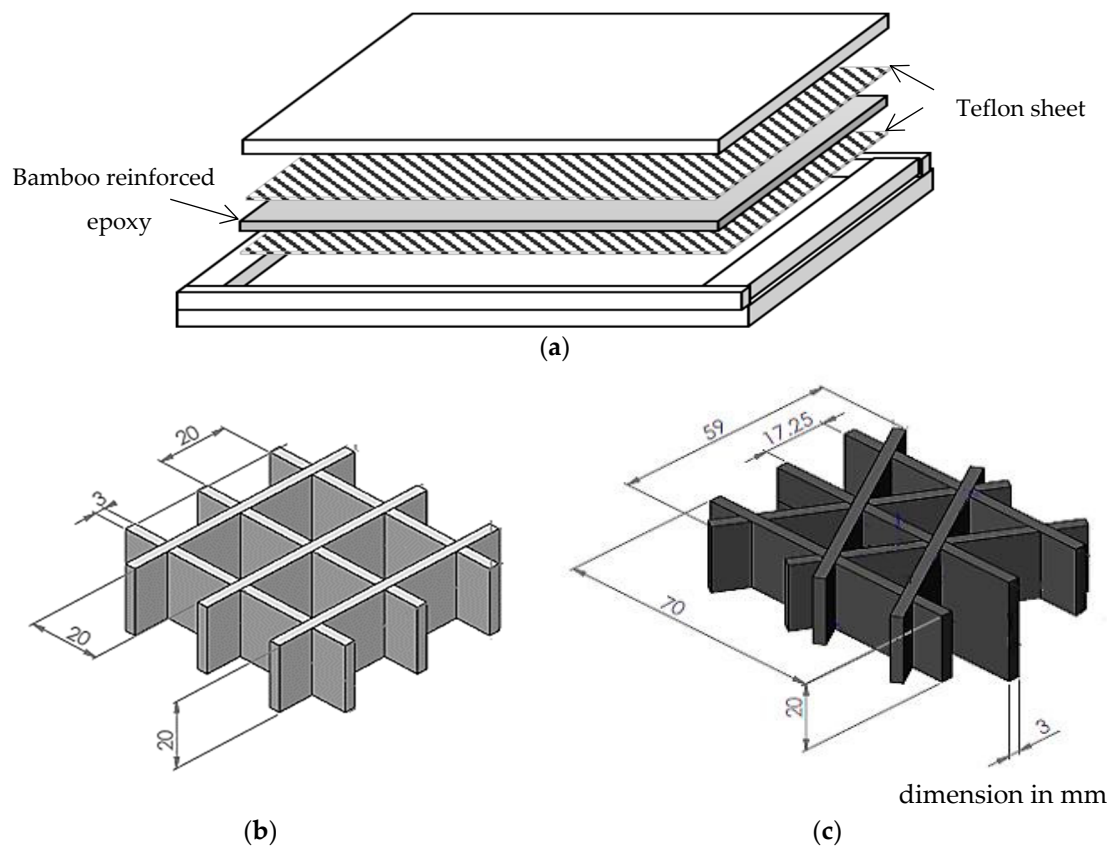 Teflon sheet
Bamboo reinforced
epoxy
(a)
20
3
20
20
59
17.25
70
20
3
dimension in mm
(b)
(c)